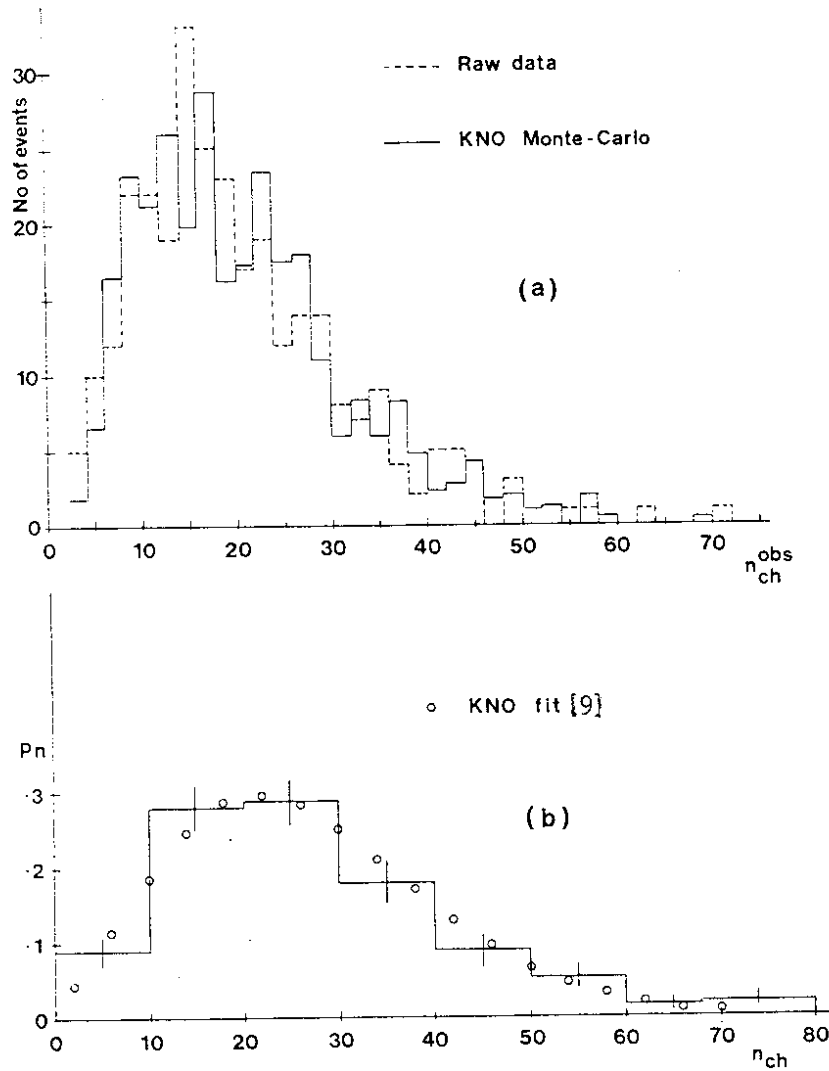 30
20
10
0
No of events
Raw data
KNO Monte-Carlo
(a)
0 10 20 30 40 50 60 70
n_ch^obs
KNO fit [9]
Pn
(b)
·3
·2
·1
0
0 10 20 30 40 50 60 70 80
n_ch